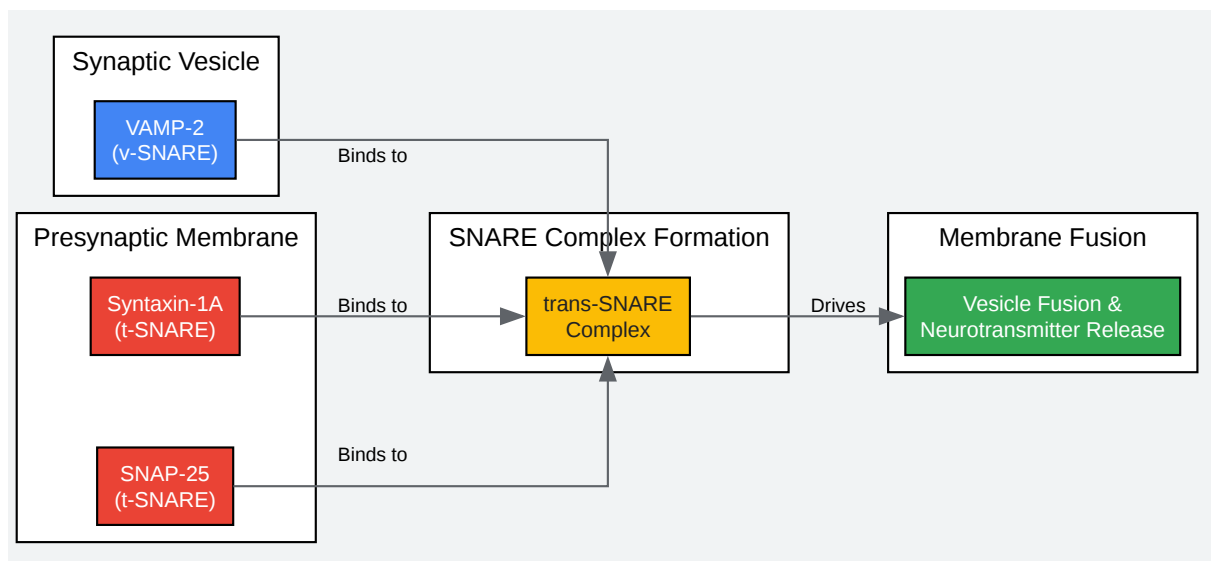 Synaptic Vesicle
VAMP-2
(v-SNARE)
Binds to
Presynaptic Membrane
Syntaxin-1A
(t-SNARE)
Binds to
SNAP-25
(t-SNARE)
Binds to
SNARE Complex Formation
trans-SNARE
Complex
Drives
Membrane Fusion
Vesicle Fusion &
Neurotransmitter Release